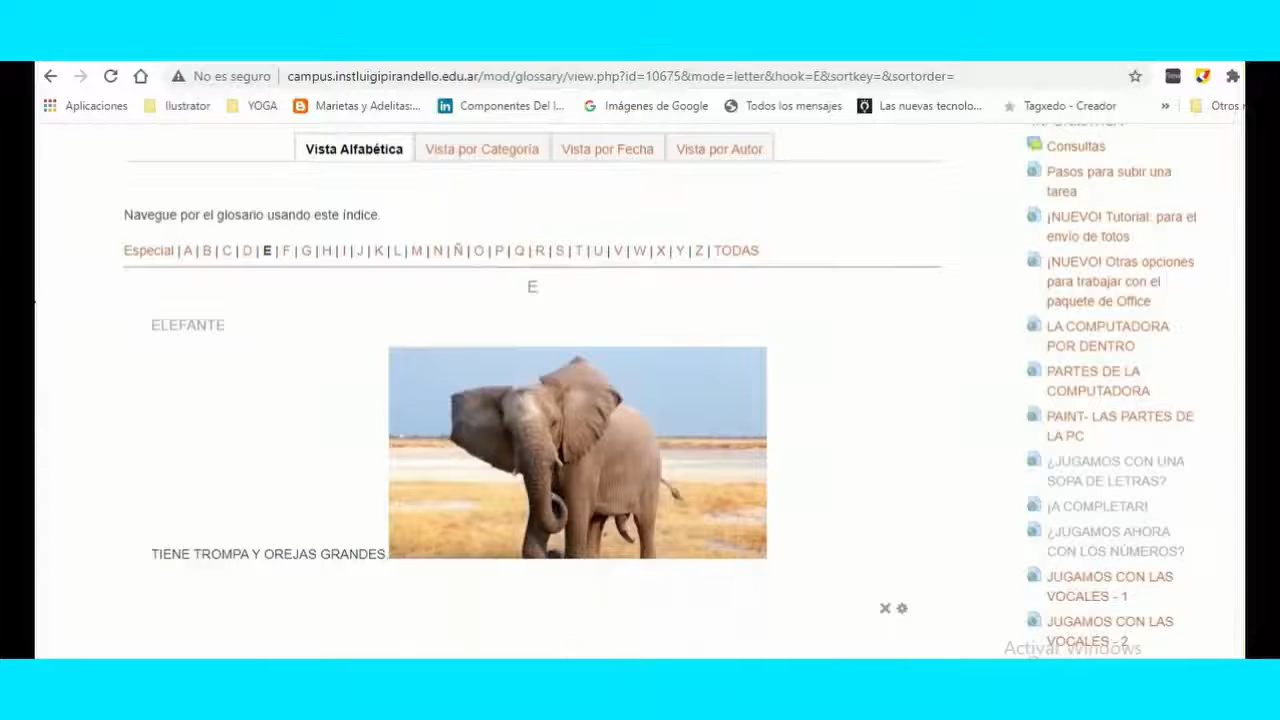 No es seguro | campus.instluigipirandello.edu.ar/mod/glossary/view.php?id=10675&mode=letter&hook=E&sortkey=&sortorder=
Aplicaciones Ilustrator YOGA Marietas y Adelitas:... Componentes Del I... Imágenes de Google Todos los mensajes Las nuevas tecnolo... Tagxedo - Creador » Otros
Vista Alfabética Vista por Categoría Vista por Fecha Vista por Autor
Navegue por el glosario usando este índice.
Especial | A | B | C | D | E | F | G | H | I | J | K | L | M | N | Ñ | O | P | Q | R | S | T | U | V | W | X | Y | Z | TODAS
E
ELEFANTE
TIENE TROMPA Y OREJAS GRANDES.
Consultas
Pasos para subir una
tarea
¡NUEVO! Tutorial: para el
envío de fotos
¡NUEVO! Otras opciones
para trabajar con el
paquete de Office
LA COMPUTADORA
POR DENTRO
PARTES DE LA
COMPUTADORA
PAINT- LAS PARTES DE
LA PC
¿JUGAMOS CON UNA
SOPA DE LETRAS?
¡A COMPLETAR!
¿JUGAMOS AHORA
CON LOS NÚMEROS?
JUGAMOS CON LAS
VOCALES - 1
JUGAMOS CON LAS
VOCALES - 2
Activar Windows